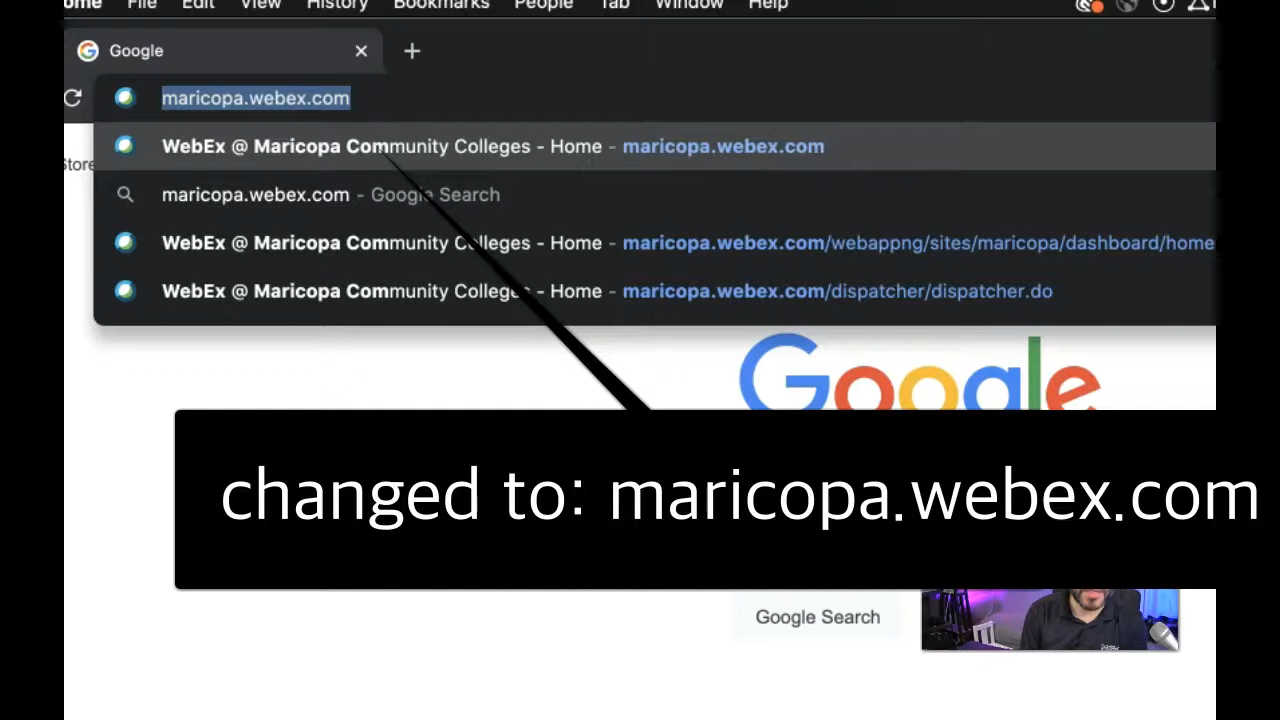 ome File Edit View History Bookmarks People Tab Window Help
Google
maricopa.webex.com
WebEx @ Maricopa Community Colleges - Home - maricopa.webex.com
Store
maricopa.webex.com - Google Search
WebEx @ Maricopa Community Colleges - Home - maricopa.webex.com/webappng/sites/maricopa/dashboard/home
WebEx @ Maricopa Community Colleges - Home - maricopa.webex.com/dispatcher/dispatcher.do
Google
changed to: maricopa.webex.com
Google Search